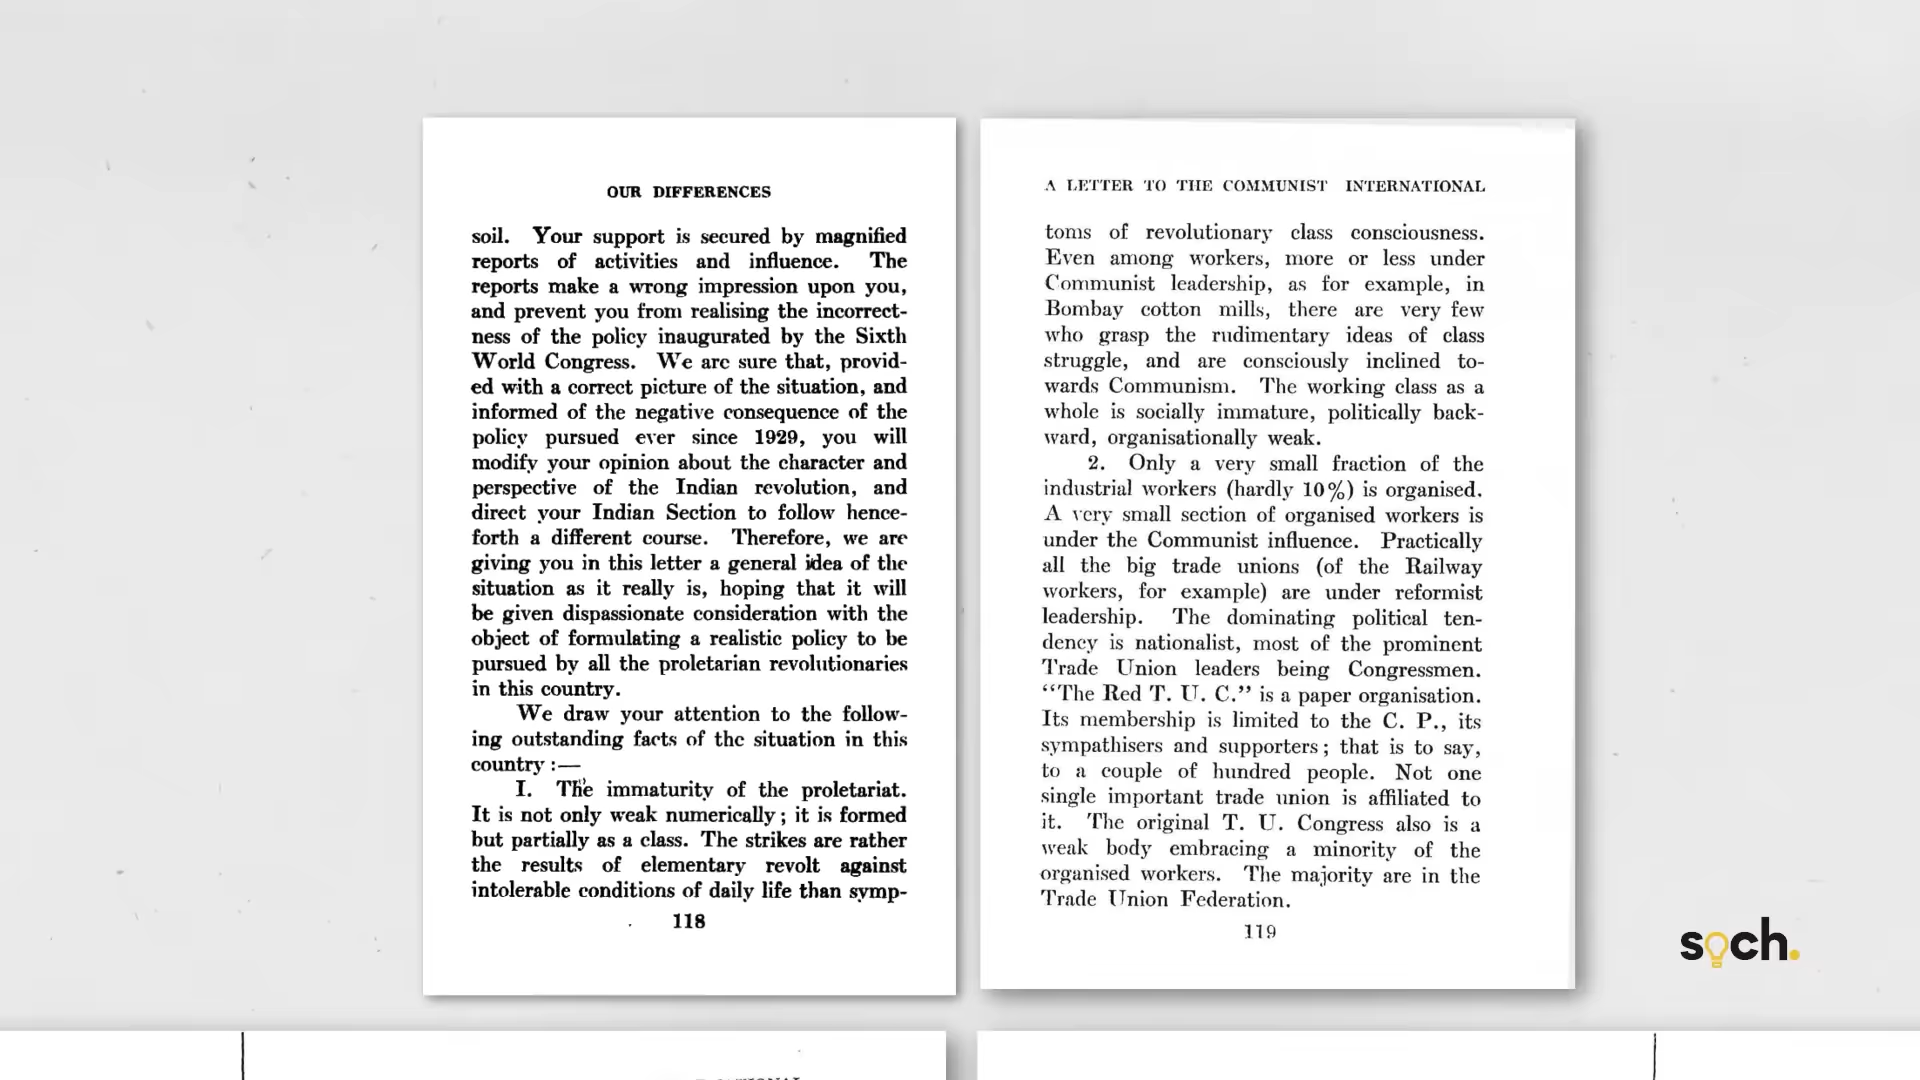 OUR DIFFERENCES
soil. Your support is secured by magnified
reports of activities and influence. The
reports make a wrong impression upon you,
and prevent you from realising the incorrect-
ness of the policy inaugurated by the Sixth
World Congress. We are sure that, provid-
ed with a correct picture of the situation, and
informed of the negative consequence of the
policy pursued ever since 1929, you will
modify your opinion about the character and
perspective of the Indian revolution, and
direct your Indian Section to follow hence-
forth a different course. Therefore, we are
giving you in this letter a general idea of the
situation as it really is, hoping that it will
be given dispassionate consideration with the
object of formulating a realistic policy to be
pursued by all the proletarian revolutionaries
in this country.
We draw your attention to the follow-
ing outstanding facts of the situation in this
country :—
I. The immaturity of the proletariat.
It is not only weak numerically ; it is formed
but partially as a class. The strikes are rather
the results of elementary revolt against
intolerable conditions of daily life than symp-
118
A LETTER TO THE COMMUNIST INTERNATIONAL
toms of revolutionary class consciousness.
Even among workers, more or less under
Communist leadership, as for example, in
Bombay cotton mills, there are very few
who grasp the rudimentary ideas of class
struggle, and are consciously inclined to-
wards Communism. The working class as a
whole is socially immature, politically back-
ward, organisationally weak.
2. Only a very small fraction of the
industrial workers (hardly 10%) is organised.
A very small section of organised workers is
under the Communist influence. Practically
all the big trade unions (of the Railway
workers, for example) are under reformist
leadership. The dominating political ten-
dency is nationalist, most of the prominent
Trade Union leaders being Congressmen.
“The Red T. U. C.” is a paper organisation.
Its membership is limited to the C. P., its
sympathisers and supporters ; that is to say,
to a couple of hundred people. Not one
single important trade union is affiliated to
it. The original T. U. Congress also is a
weak body embracing a minority of the
organised workers. The majority are in the
Trade Union Federation.
119
soch.